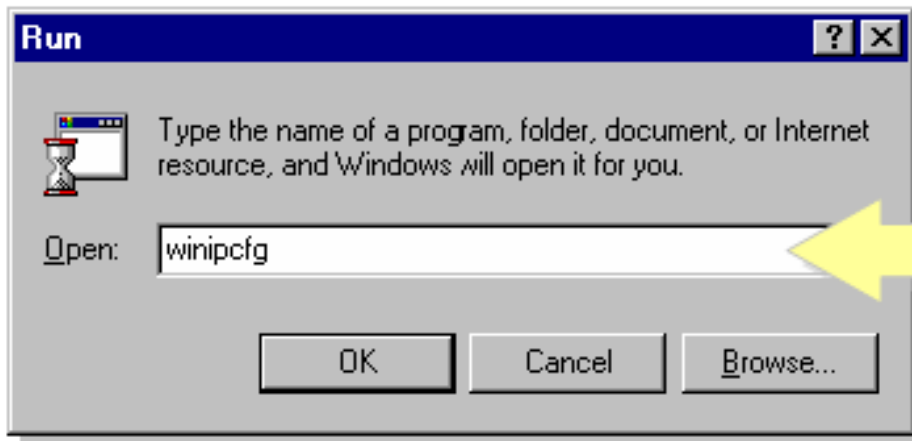 Run
Type the name of a program, folder, document, or Internet
resource, and Windows will open it for you.
Open: winipcfg
OK Cancel Browse...